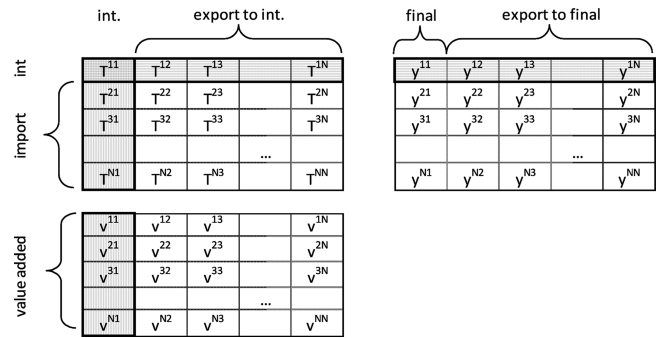 int. export to int. final export to final
int T¹¹ T¹² T¹³ T¹ᴺ y¹¹ y¹² y¹³ y¹ᴺ
import T²¹ T²² T²³ T²ᴺ y²¹ y²² y²³ y²ᴺ
T³¹ T³² T³³ T³ᴺ y³¹ y³² y³³ y³ᴺ
... ...
Tᴺ¹ Tᴺ² Tᴺ³ Tᴺᴺ yᴺ¹ yᴺ² yᴺ³ yᴺᴺ
value added v¹¹ v¹² v¹³ v¹ᴺ
v²¹ v²² v²³ v²ᴺ
v³¹ v³² v³³ v³ᴺ
...
vᴺ¹ vᴺ² vᴺ³ vᴺᴺ